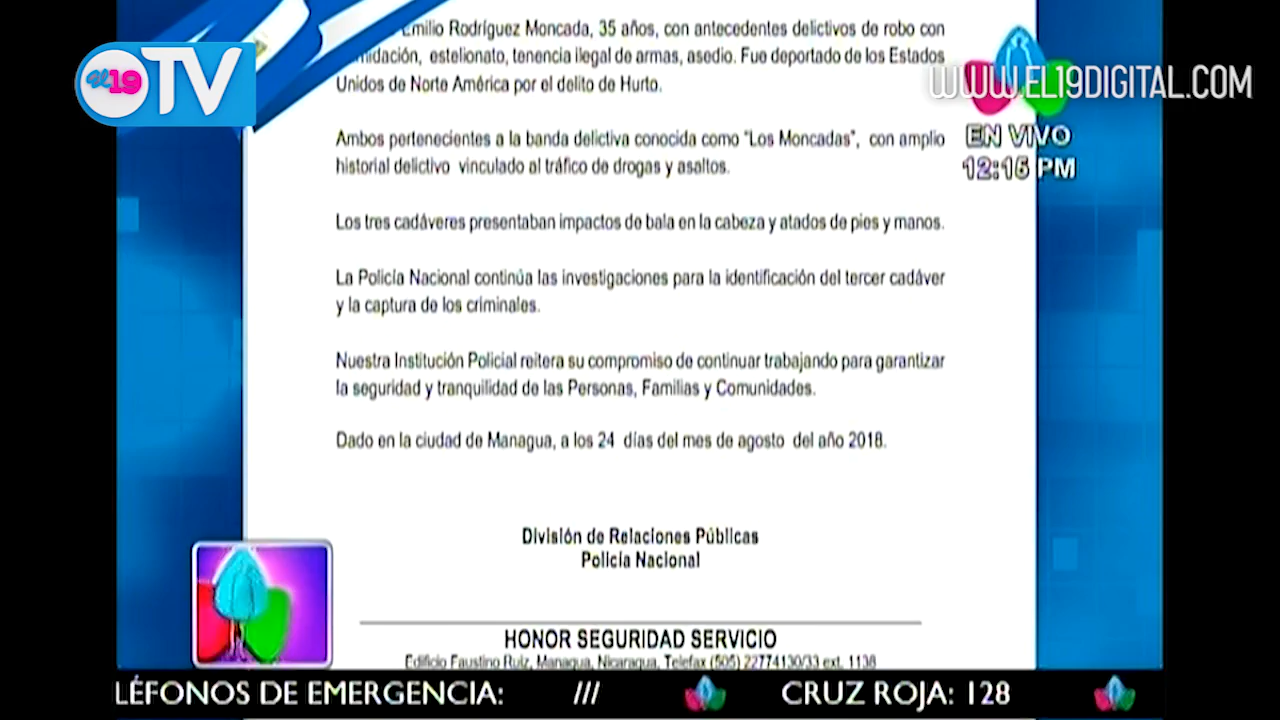 Emilio Rodríguez Moncada, 35 años, con antecedentes delictivos de robo con
estelionato, tenencia ilegal de armas, asedio. Fue deportado de los Estados
Unidos de Norte América por el delito de Hurto.
El 19 TV
WWW.EL19DIGITAL.COM
EN VIVO
12:15 PM
Ambos pertenecientes a la banda delictiva conocida como "Los Moncadas", con amplio
historial delictivo vinculado al tráfico de drogas y asaltos.
Los tres cadáveres presentaban impactos de bala en la cabeza y atados de pies y manos.
La Policía Nacional continúa las investigaciones para la identificación del tercer cadáver
y la captura de los criminales.
Nuestra Institución Policial reitera su compromiso de continuar trabajando para garantizar
la seguridad y tranquilidad de las Personas, Familias y Comunidades.
Dado en la ciudad de Managua, a los 24 días del mes de agosto del año 2018.
División de Relaciones Públicas
Policía Nacional
HONOR SEGURIDAD SERVICIO
Edificio Faustino Ruiz, Managua, Nicaragua, Telefax (505) 22774130/33 ext. 1138
LÉFONOS DE EMERGENCIA: /// CRUZ ROJA: 128